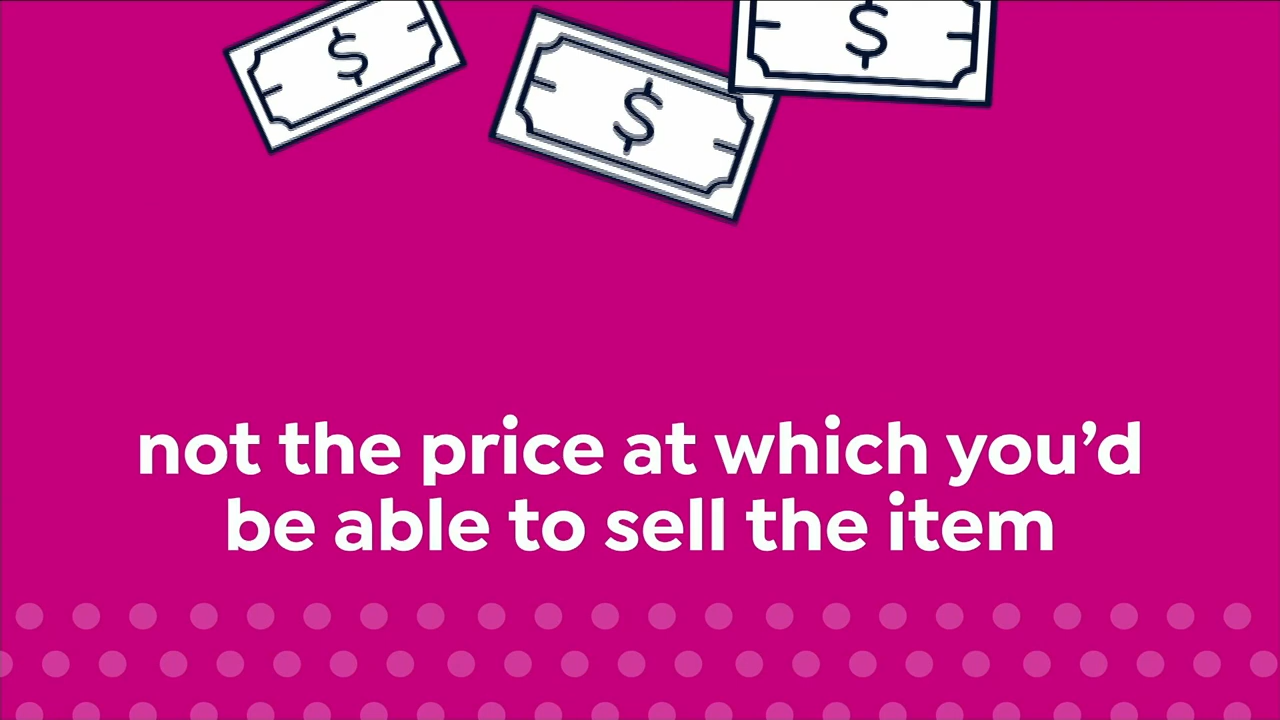 $
$
$
not the price at which you’d
be able to sell the item